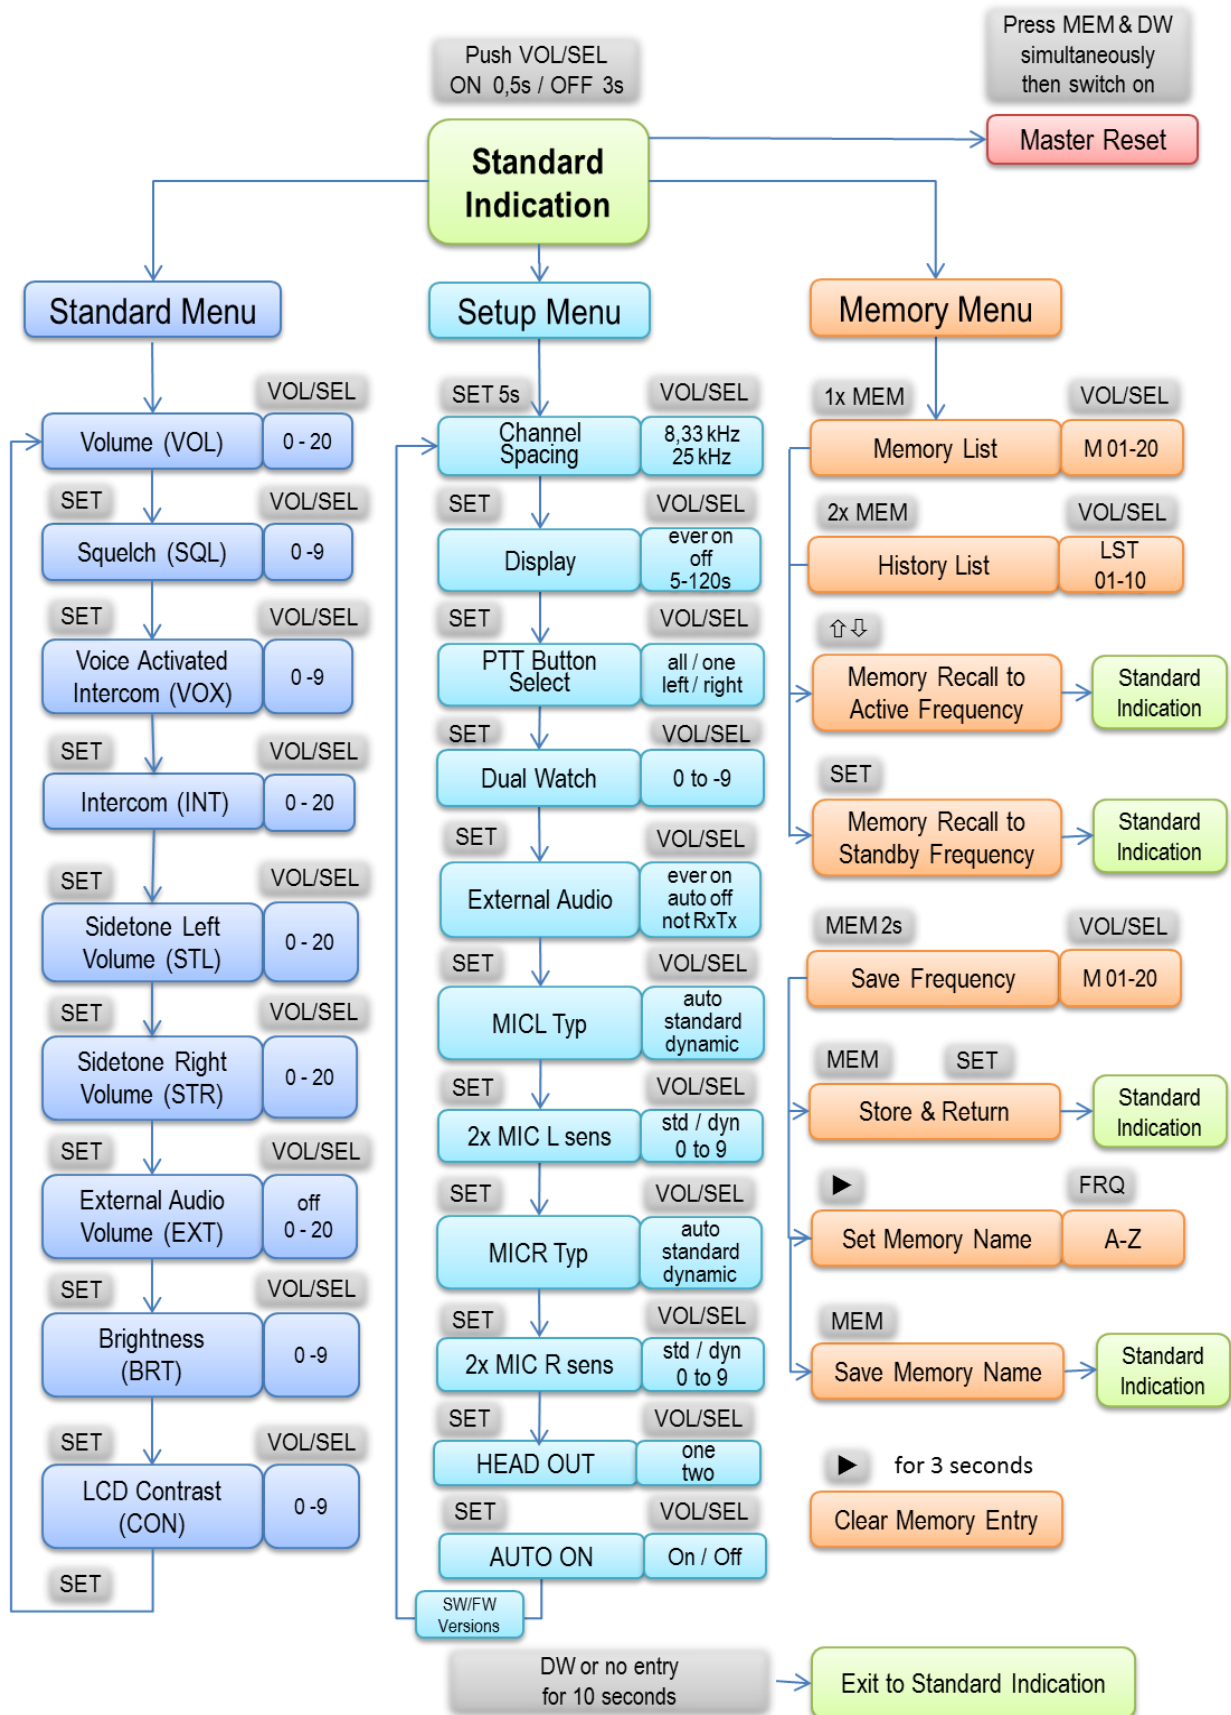 Push VOL/SEL
ON 0,5s / OFF 3s
Press MEM & DW
simultaneously
then switch on
Standard
Indication
Master Reset
Standard Menu
VOL/SEL
Volume (VOL)
0 - 20
SET
VOL/SEL
Squelch (SQL)
0 -9
SET
VOL/SEL
Voice Activated
Intercom (VOX)
0 -9
SET
VOL/SEL
Intercom (INT)
0 - 20
SET
VOL/SEL
Sidetone Left
Volume (STL)
0 - 20
SET
VOL/SEL
Sidetone Right
Volume (STR)
0 - 20
SET
VOL/SEL
External Audio
Volume (EXT)
off
0 - 20
SET
VOL/SEL
Brightness
(BRT)
0 -9
SET
VOL/SEL
LCD Contrast
(CON)
0 -9
SET
Setup Menu
SET 5s
VOL/SEL
Channel
Spacing
8,33 kHz
25 kHz
SET
VOL/SEL
Display
ever on
off
5-120s
SET
VOL/SEL
PTT Button
Select
all / one
left / right
SET
VOL/SEL
Dual Watch
0 to -9
SET
VOL/SEL
External Audio
ever on
auto off
not RxTx
SET
VOL/SEL
MICL Typ
auto
standard
dynamic
SET
VOL/SEL
2x MIC L sens
std / dyn
0 to 9
SET
VOL/SEL
MICR Typ
auto
standard
dynamic
SET
VOL/SEL
2x MIC R sens
std / dyn
0 to 9
SET
VOL/SEL
HEAD OUT
one
two
SET
VOL/SEL
AUTO ON
On / Off
SW/FW
Versions
Memory Menu
1x MEM
VOL/SEL
Memory List
M 01-20
2x MEM
VOL/SEL
History List
LST
01-10
⇧⇩
Memory Recall to
Active Frequency
Standard
Indication
SET
Memory Recall to
Standby Frequency
Standard
Indication
MEM 2s
VOL/SEL
Save Frequency
M 01-20
MEM
SET
Store & Return
Standard
Indication
▶
FRQ
Set Memory Name
A-Z
MEM
Save Memory Name
Standard
Indication
▶ for 3 seconds
Clear Memory Entry
DW or no entry
for 10 seconds
Exit to Standard Indication